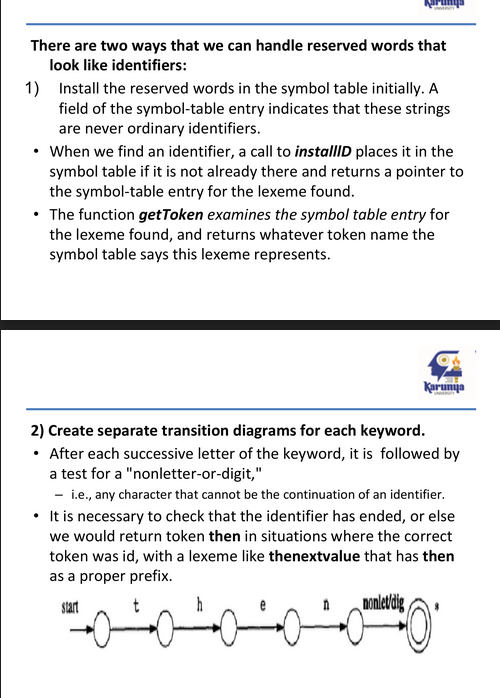 Karunya
UNIVERSITY
There are two ways that we can handle reserved words that
look like identifiers:
1) Install the reserved words in the symbol table initially. A
field of the symbol-table entry indicates that these strings
are never ordinary identifiers.
• When we find an identifier, a call to installID places it in the
symbol table if it is not already there and returns a pointer to
the symbol-table entry for the lexeme found.
• The function getToken examines the symbol table entry for
the lexeme found, and returns whatever token name the
symbol table says this lexeme represents.
Karunya
UNIVERSITY
2) Create separate transition diagrams for each keyword.
• After each successive letter of the keyword, it is followed by
a test for a "nonletter-or-digit,"
– i.e., any character that cannot be the continuation of an identifier.
• It is necessary to check that the identifier has ended, or else
we would return token then in situations where the correct
token was id, with a lexeme like thenextvalue that has then
as a proper prefix.
start t h e n nonlet/dig *